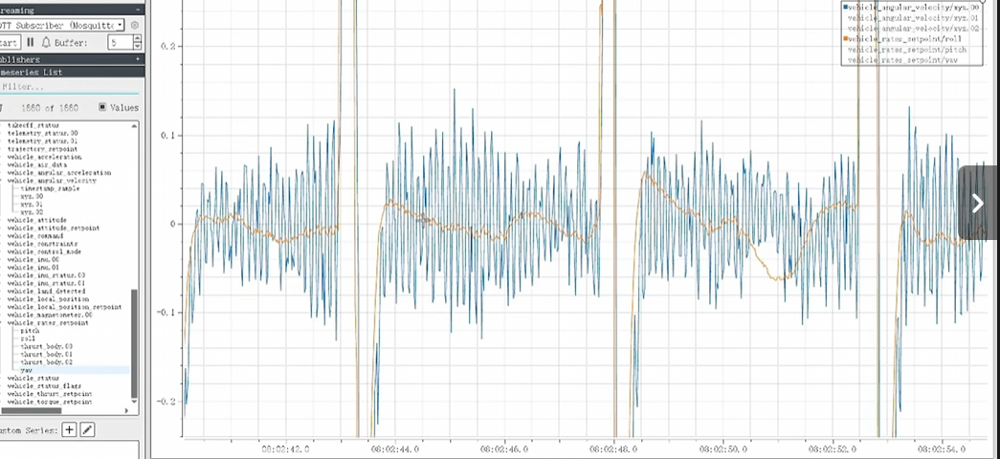 reaming
QTT Subscriber (Mosquitt
tart
Buffer:
5
ublishers
meseries List
Filter...
1660 of 1660
Values
takeoff_status
telemetry_status.00
telemetry_status.01
trajectory_setpoint
vehicle_acceleration
vehicle_air_data
vehicle_angular_acceleration
vehicle_angular_velocity
timestamp_sample
xyz.00
xyz.01
xyz.02
vehicle_attitude
vehicle_attitude_setpoint
vehicle_command
vehicle_constraints
vehicle_control_mode
vehicle_imu.00
vehicle_imu.01
vehicle_imu_status.00
vehicle_imu_status.01
vehicle_land_detected
vehicle_local_position
vehicle_local_position_setpoint
vehicle_magnetometer.00
vehicle_rates_setpoint
pitch
roll
thrust_body.00
thrust_body.01
thrust_body.02
yaw
vehicle_status
vehicle_status_flags
vehicle_thrust_setpoint
vehicle_torque_setpoint
ustom Series:
vehicle_angular_velocity/xyz.00
vehicle_angular_velocity/xyz.01
vehicle_angular_velocity/xyz.02
vehicle_rates_setpoint/roll
vehicle_rates_setpoint/pitch
vehicle_rates_setpoint/yaw
0.2
0.1
0
-0.1
-0.2
08:02:42.0
08:02:44.0
08:02:46.0
08:02:48.0
08:02:50.0
08:02:52.0
08:02:54.0